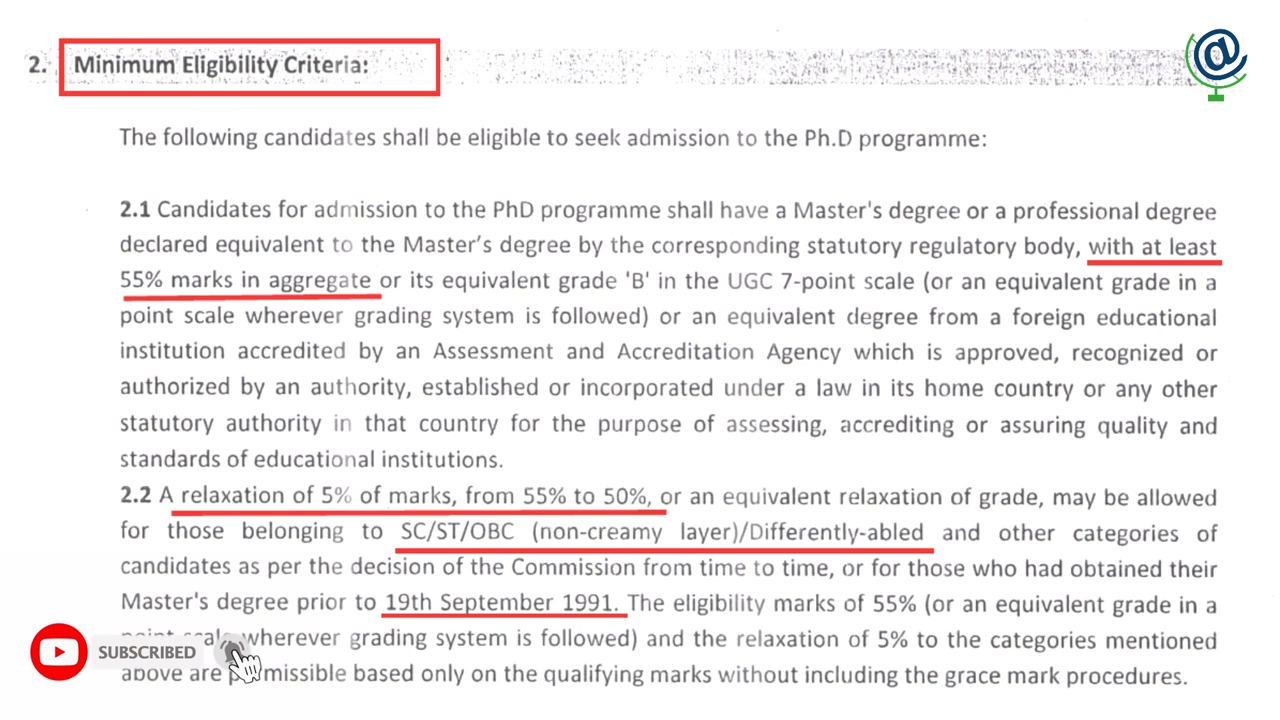 2. Minimum Eligibility Criteria:
The following candidates shall be eligible to seek admission to the Ph.D programme:
2.1 Candidates for admission to the PhD programme shall have a Master's degree or a professional degree
declared equivalent to the Master's degree by the corresponding statutory regulatory body, with at least
55% marks in aggregate or its equivalent grade 'B' in the UGC 7-point scale (or an equivalent grade in a
point scale wherever grading system is followed) or an equivalent degree from a foreign educational
institution accredited by an Assessment and Accreditation Agency which is approved, recognized or
authorized by an authority, established or incorporated under a law in its home country or any other
statutory authority in that country for the purpose of assessing, accrediting or assuring quality and
standards of educational institutions.
2.2 A relaxation of 5% of marks, from 55% to 50%, or an equivalent relaxation of grade, may be allowed
for those belonging to SC/ST/OBC (non-creamy layer)/Differently-abled and other categories of
candidates as per the decision of the Commission from time to time, or for those who had obtained their
Master's degree prior to 19th September 1991. The eligibility marks of 55% (or an equivalent grade in a
point scale wherever grading system is followed) and the relaxation of 5% to the categories mentioned
above are permissible based only on the qualifying marks without including the grace mark procedures.
SUBSCRIBED